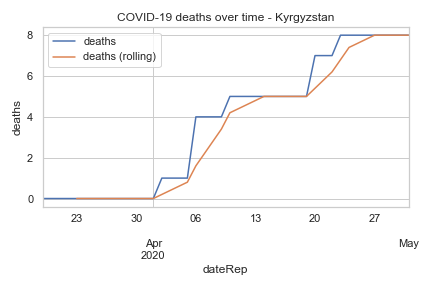 COVID-19 deaths over time - Kyrgyzstan
deaths
deaths (rolling)
deaths
8
6
4
2
0
23 30 06 13 20 27
Apr May
2020
dateRep